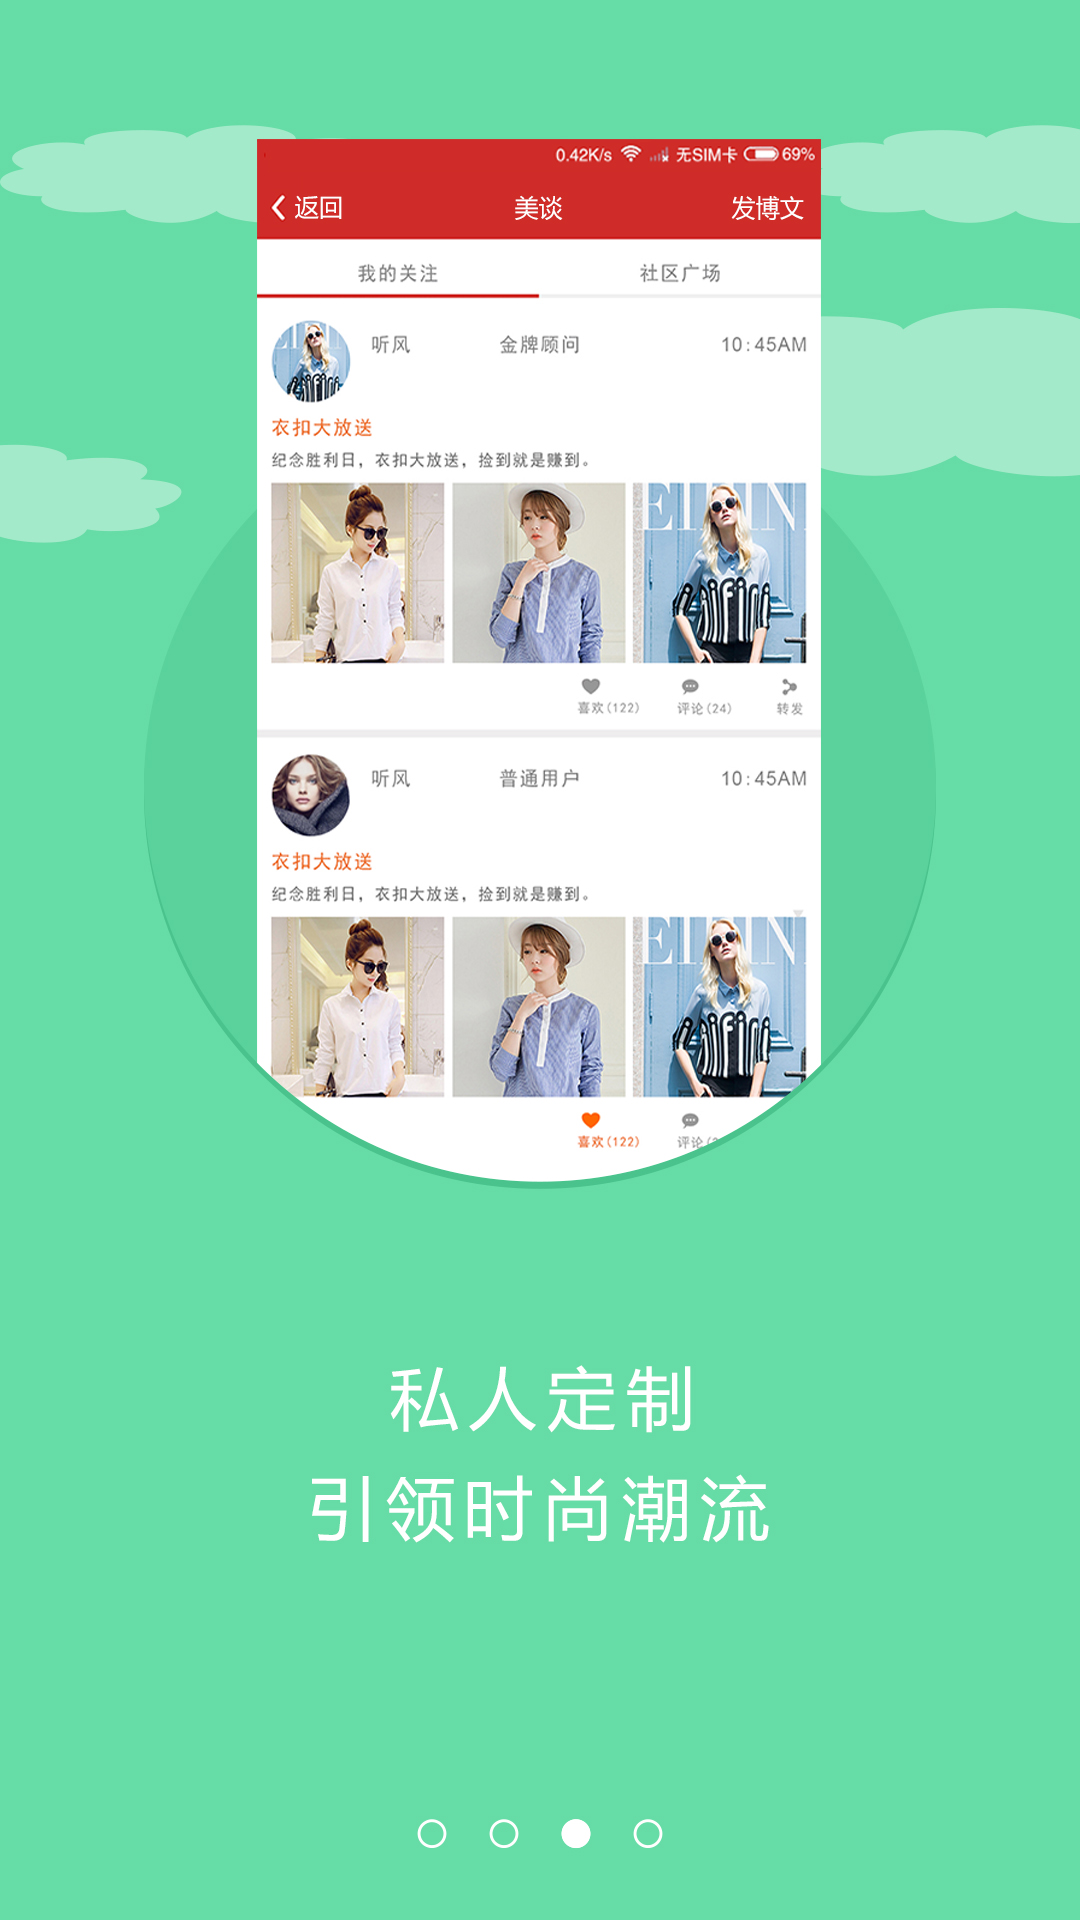 0.42K/s 无SIM卡 69%
返回 美谈 发博文
我的关注 社区广场
听风 金牌顾问 10:45AM
衣扣大放送
纪念胜利日，衣扣大放送，捡到就是赚到。
喜欢(122) 评论(24) 转发
听风 普通用户 10:45AM
衣扣大放送
纪念胜利日，衣扣大放送，捡到就是赚到。
喜欢(122) 评论
私人定制
引领时尚潮流